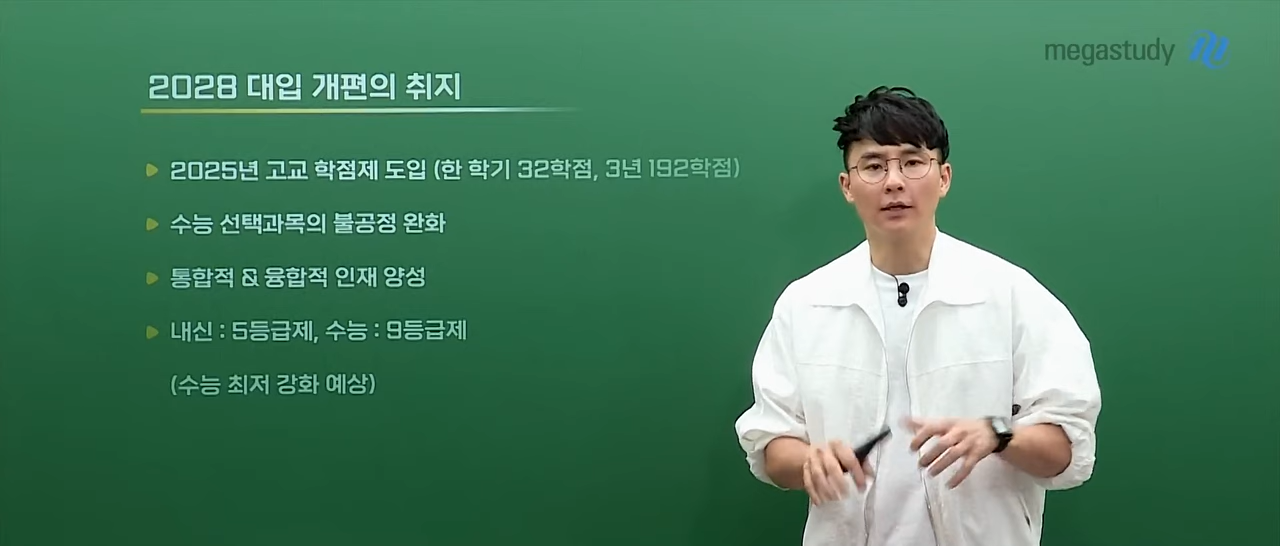 megastudy
2028 대입 개편의 취지
2025년 고교 학점제 도입 (한 학기 32학점, 3년 192학점)
수능 선택과목의 불공정 완화
통합적 & 융합적 인재 양성
내신 : 5등급제, 수능 : 9등급제
(수능 최저 강화 예상)